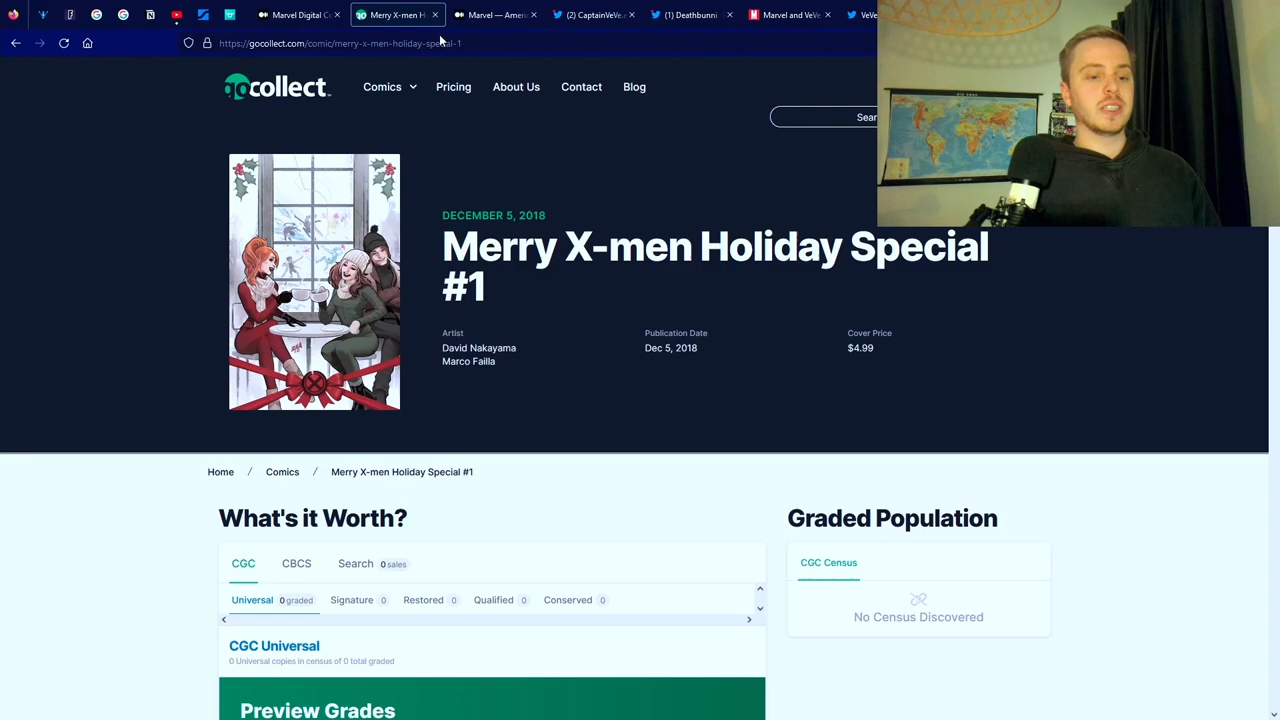 Marvel Digital Co
Merry X-men H
Marvel — Ameri
(2) CaptainVeVe.
(1) Deathbunni
Marvel and VeVe
VeVe
https://gocollect.com/comic/merry-x-men-holiday-special-1
gocollect.
Comics
Pricing
About Us
Contact
Blog
Sear
DECEMBER 5, 2018
Merry X-men Holiday Special
#1
Artist
Publication Date
Cover Price
David Nakayama
Dec 5, 2018
$4.99
Marco Failla
Home / Comics / Merry X-men Holiday Special #1
What's it Worth?
Graded Population
CGC
CBCS
Search 0 sales
CGC Census
Universal 0 graded
Signature 0
Restored 0
Qualified 0
Conserved 0
No Census Discovered
CGC Universal
0 Universal copies in census of 0 total graded
Preview Grades